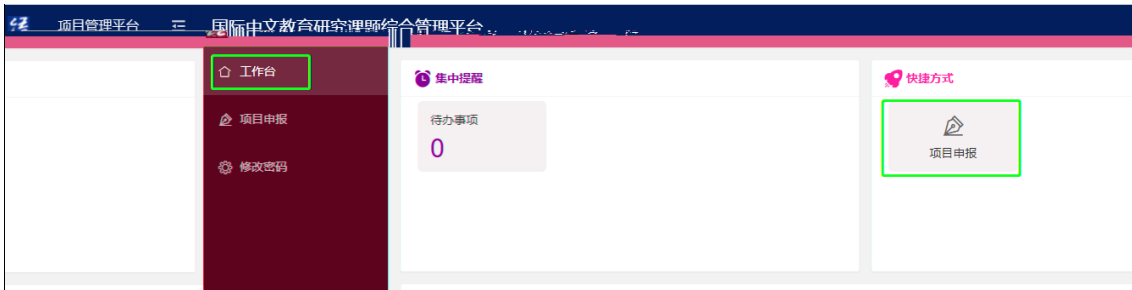 项目管理平台 国际中文教育研究课题综合管理平台
工作台
项目申报
修改密码
集中提醒
待办事项
0
快捷方式
项目申报